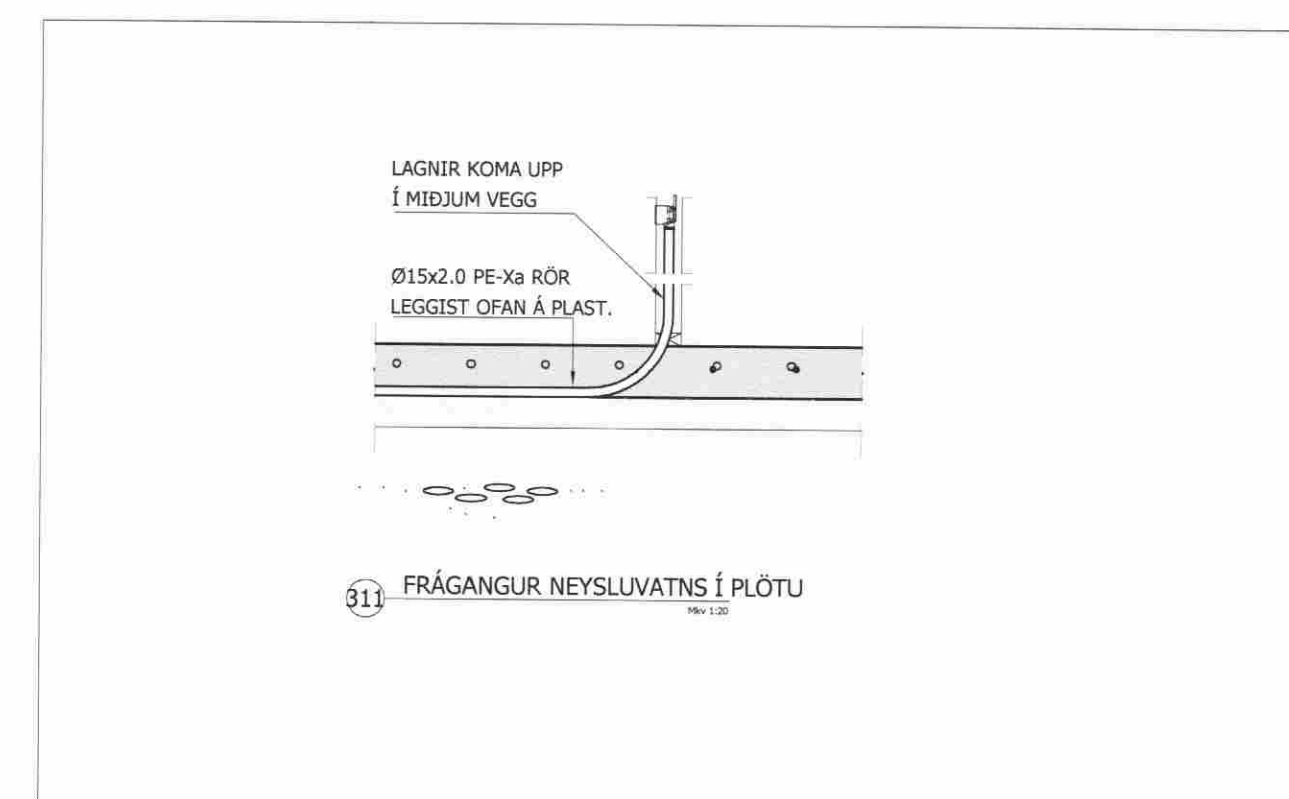 LAGNIR KOMA UPP
Í MIÐJUM VEGG
Ø15x2.0 PE-Xa RÖR
LEGGIST OFAN Á PLAST.
311 FRÁGANGUR NEYSLUVATNS Í PLÖTU
Mkv 1:20